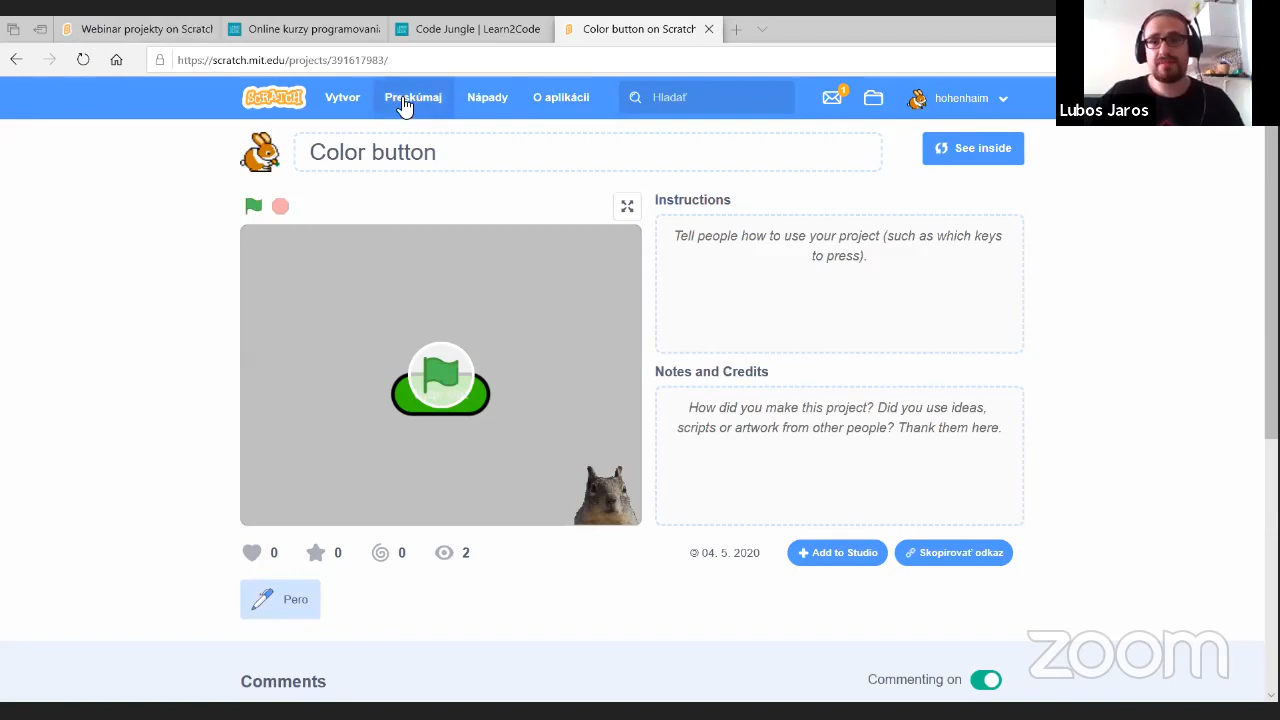 Webinar projekty on Scratcl
Online kurzy programovani
Code Jungle | Learn2Code
Color button on Scratch
https://scratch.mit.edu/projects/391617983/
Lubos Jaros
SCRATCH
Vytvor
Preskúmaj
Nápady
O aplikácii
Hladať
1
hohenhaim
Color button
See inside
Instructions
Tell people how to use your project (such as which keys
to press).
Notes and Credits
How did you make this project? Did you use ideas,
scripts or artwork from other people? Thank them here.
0
0
0
2
© 04. 5. 2020
Add to Studio
Skopírovať odkaz
Pero
zoom
Comments
Commenting on